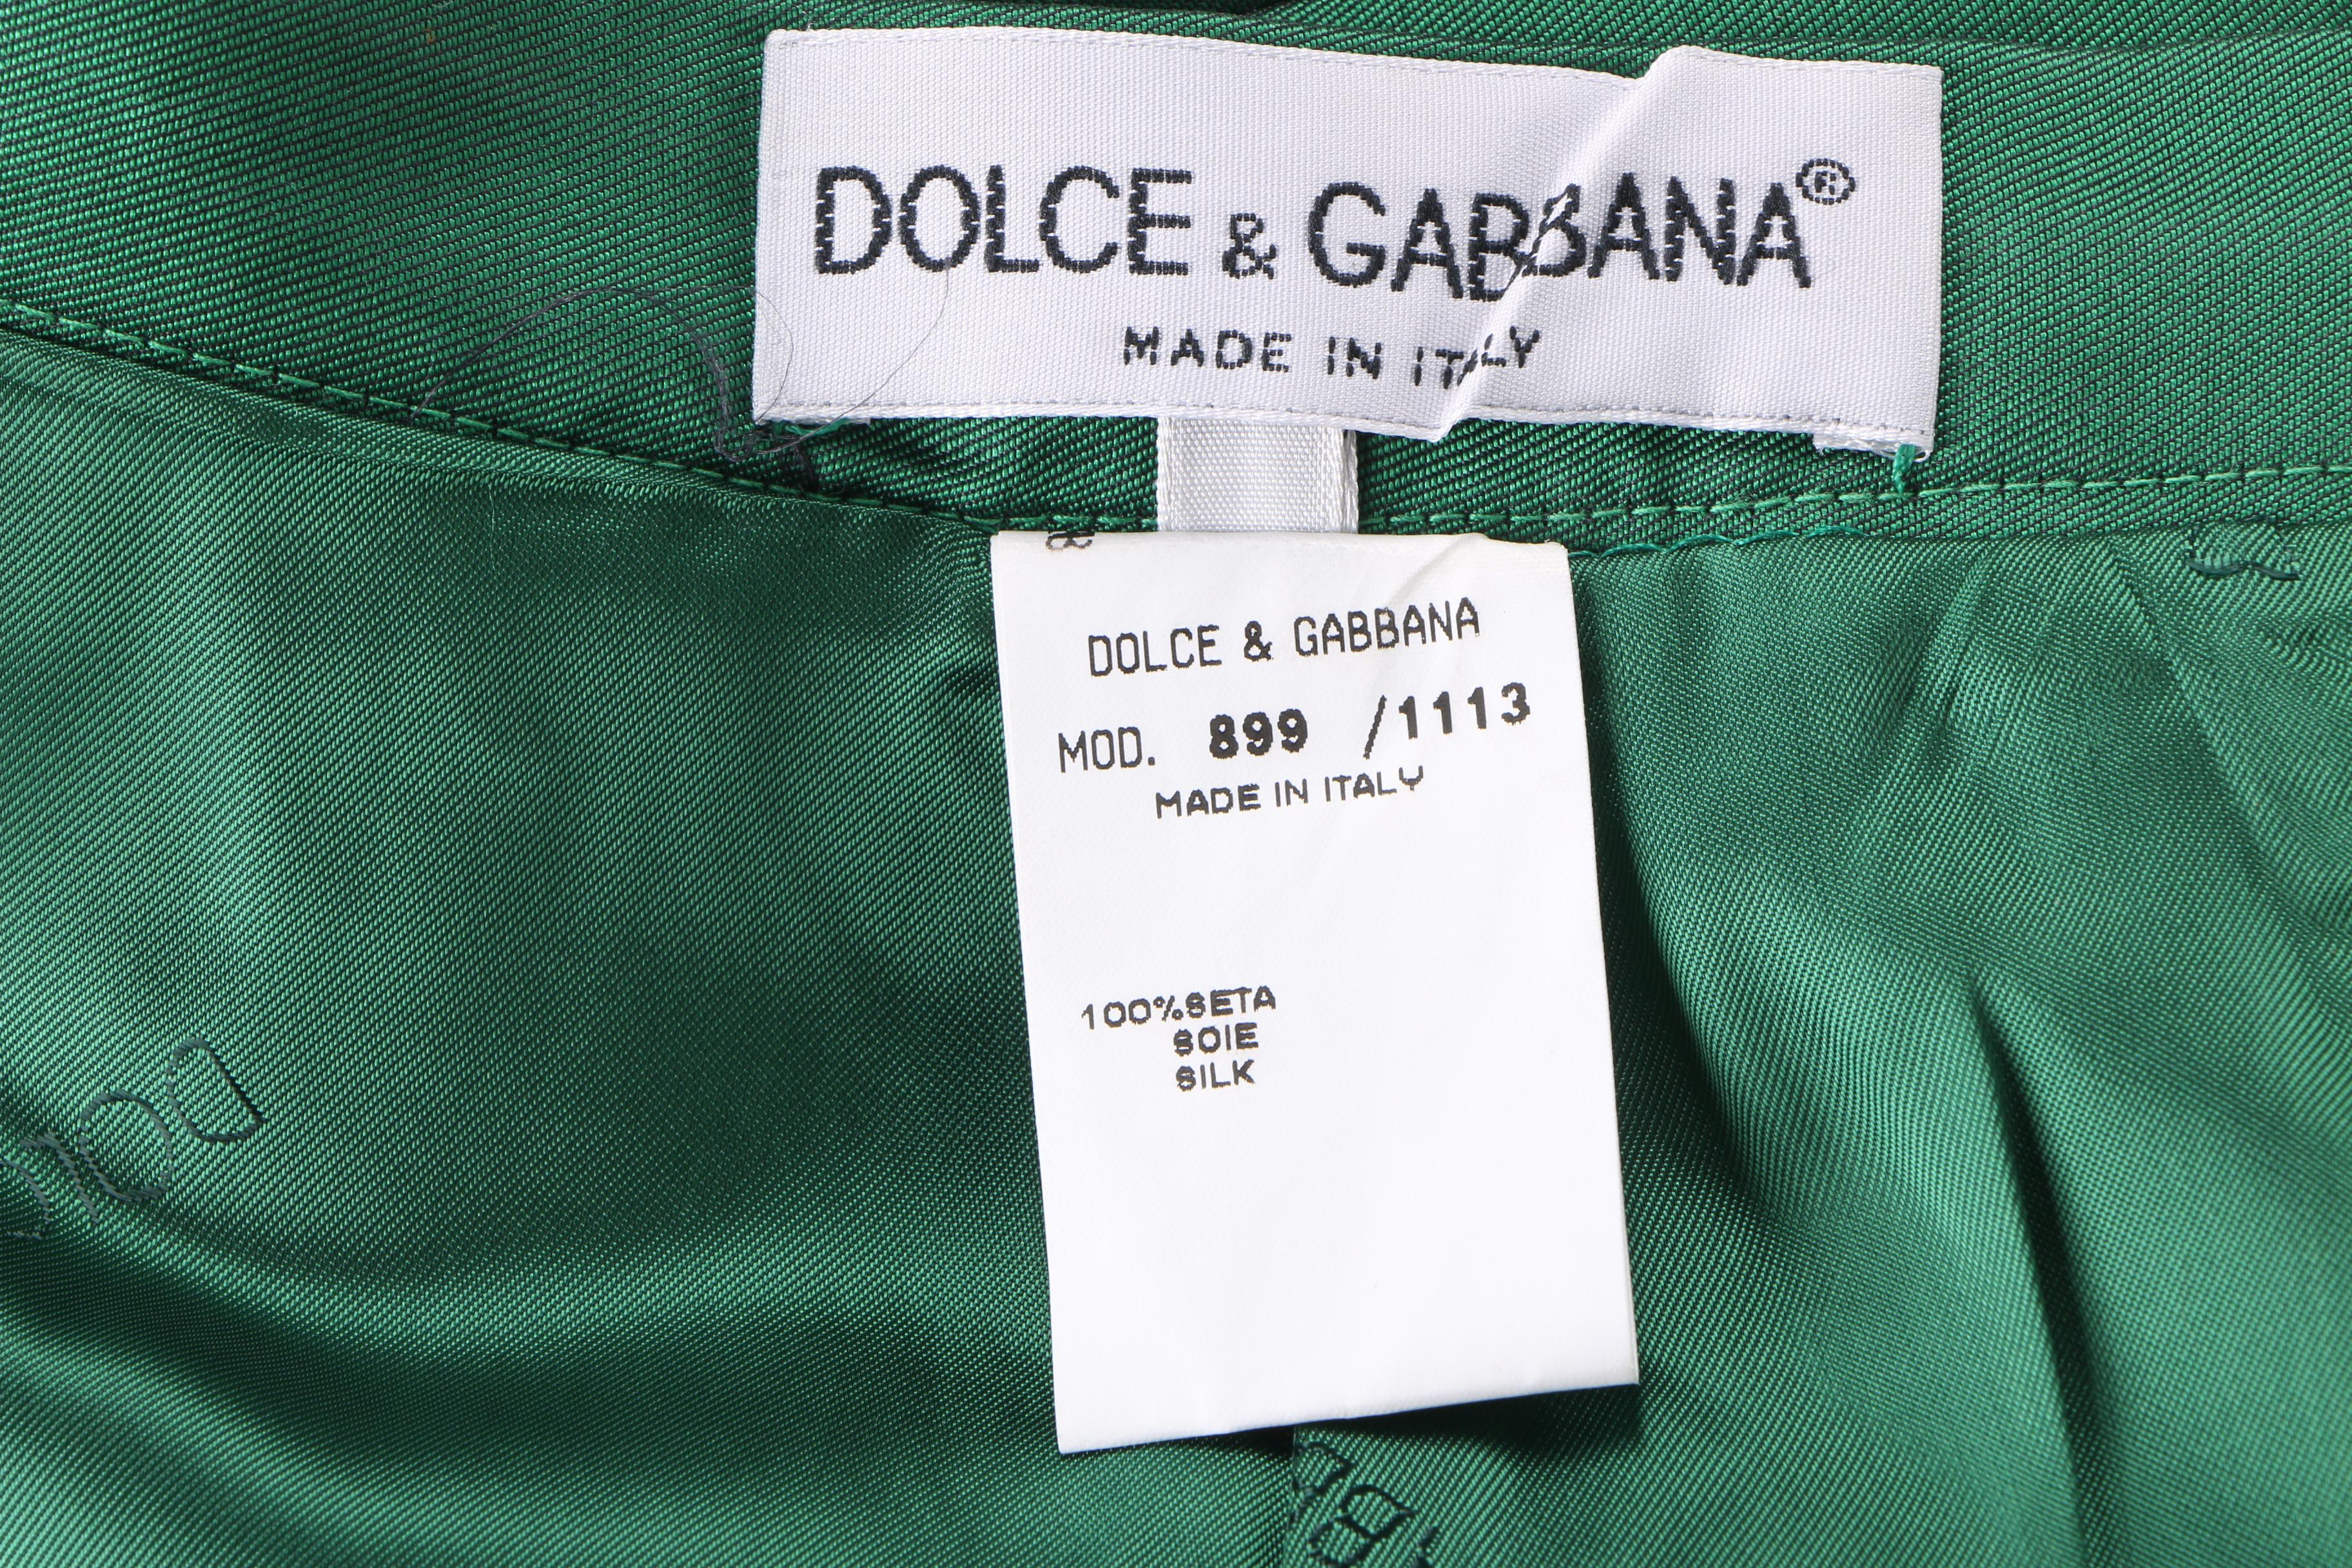 DOLCE & GABBANA®
MADE IN ITALY
DOLCE & GABBANA
MOD. 899 /1113
MADE IN ITALY
100%SETA
SOIE
SILK